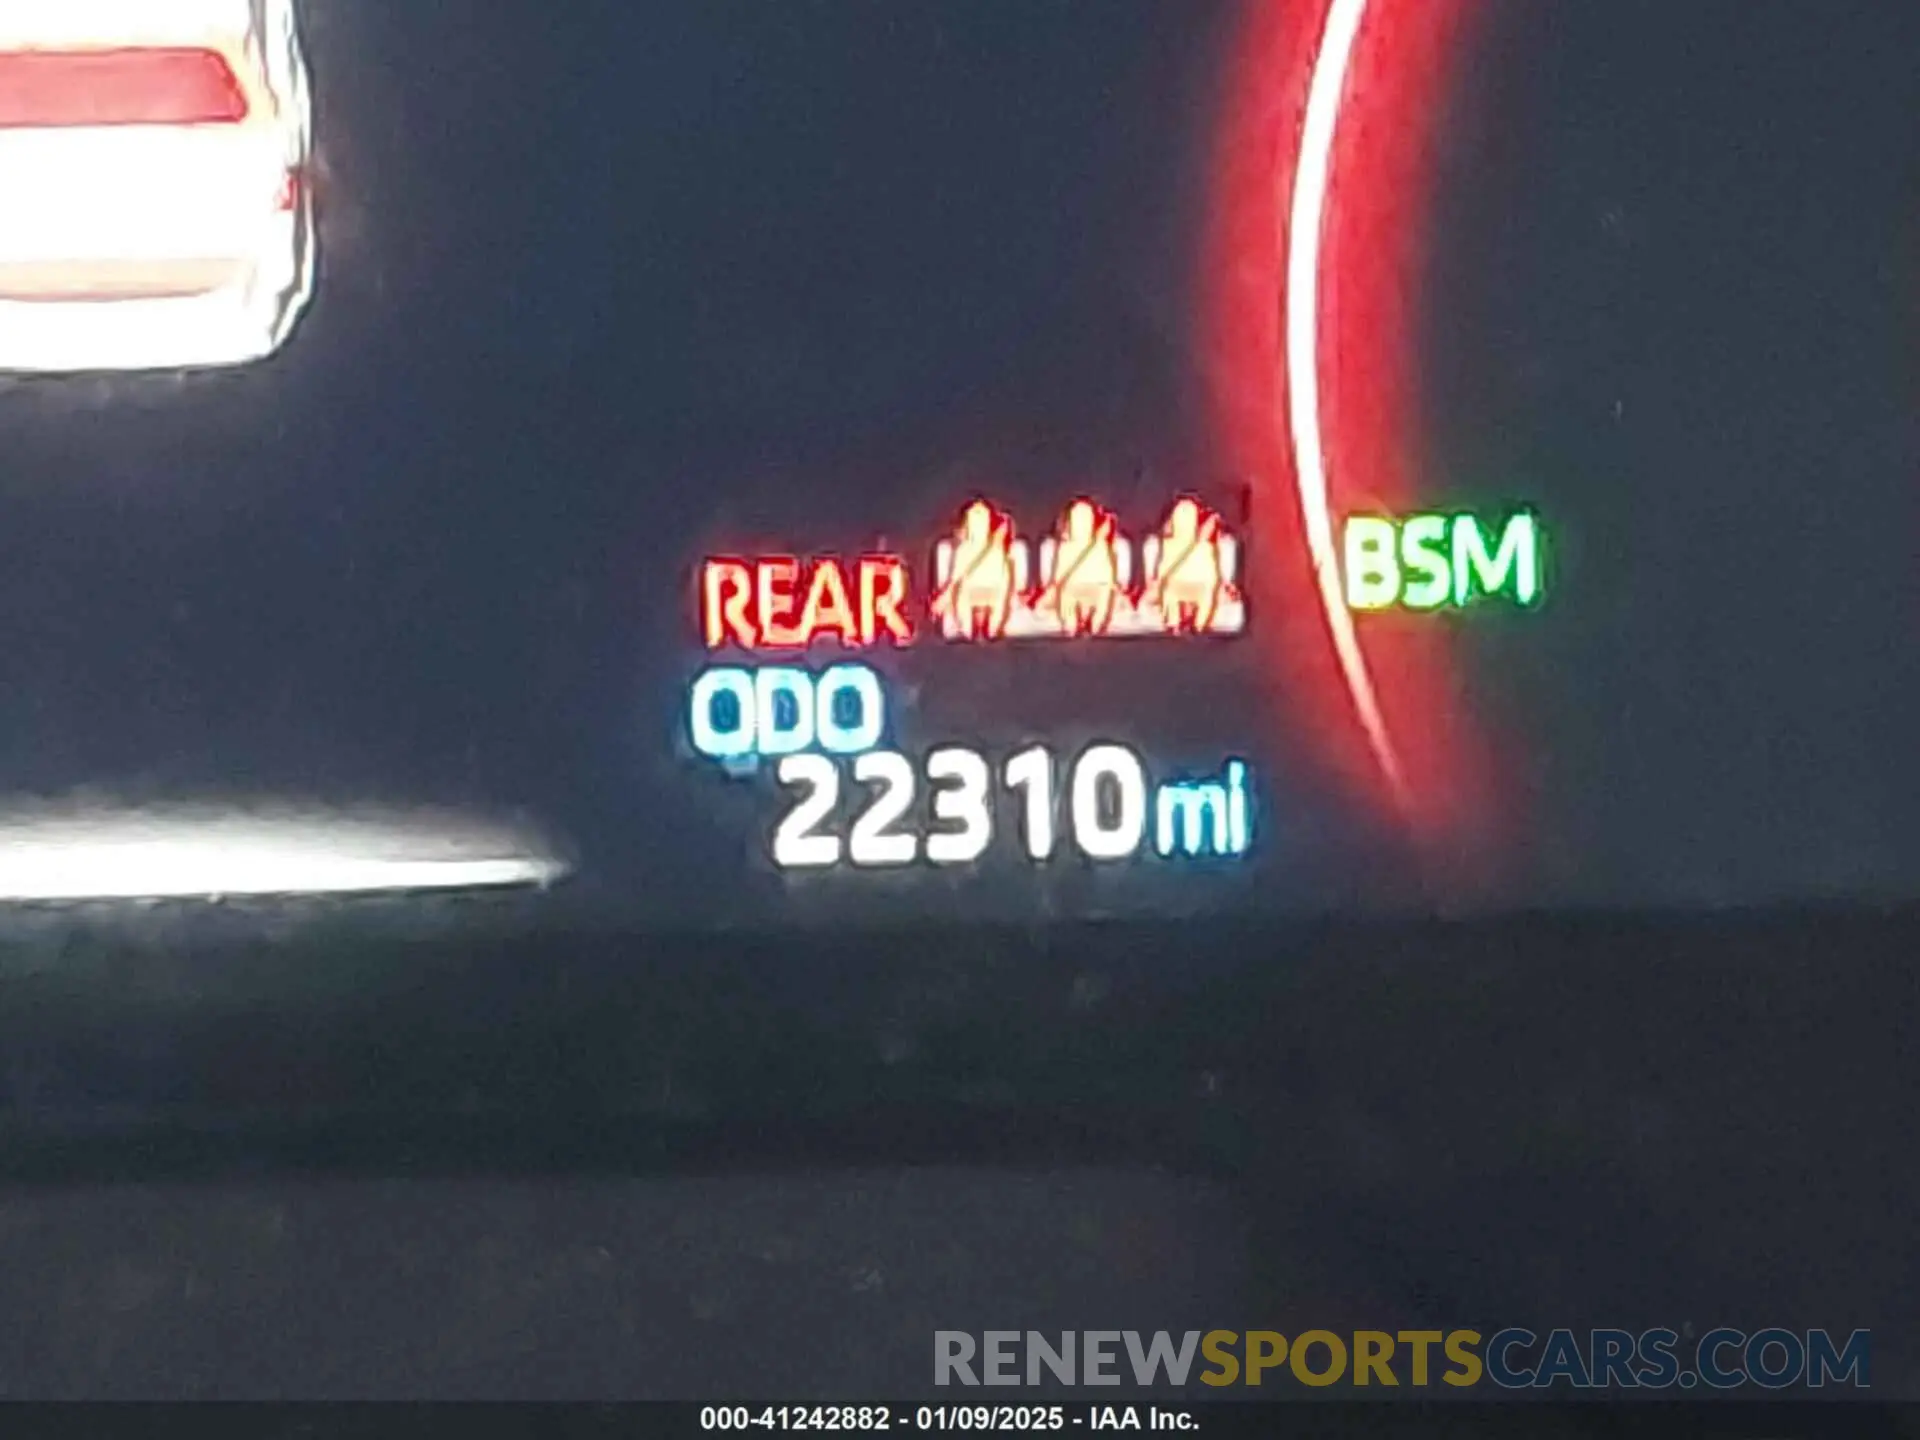 REAR
BSM
ODO
22310 mi
RENEWSPORTSCARS.COM
000-41242882 - 01/09/2025 - IAA Inc.